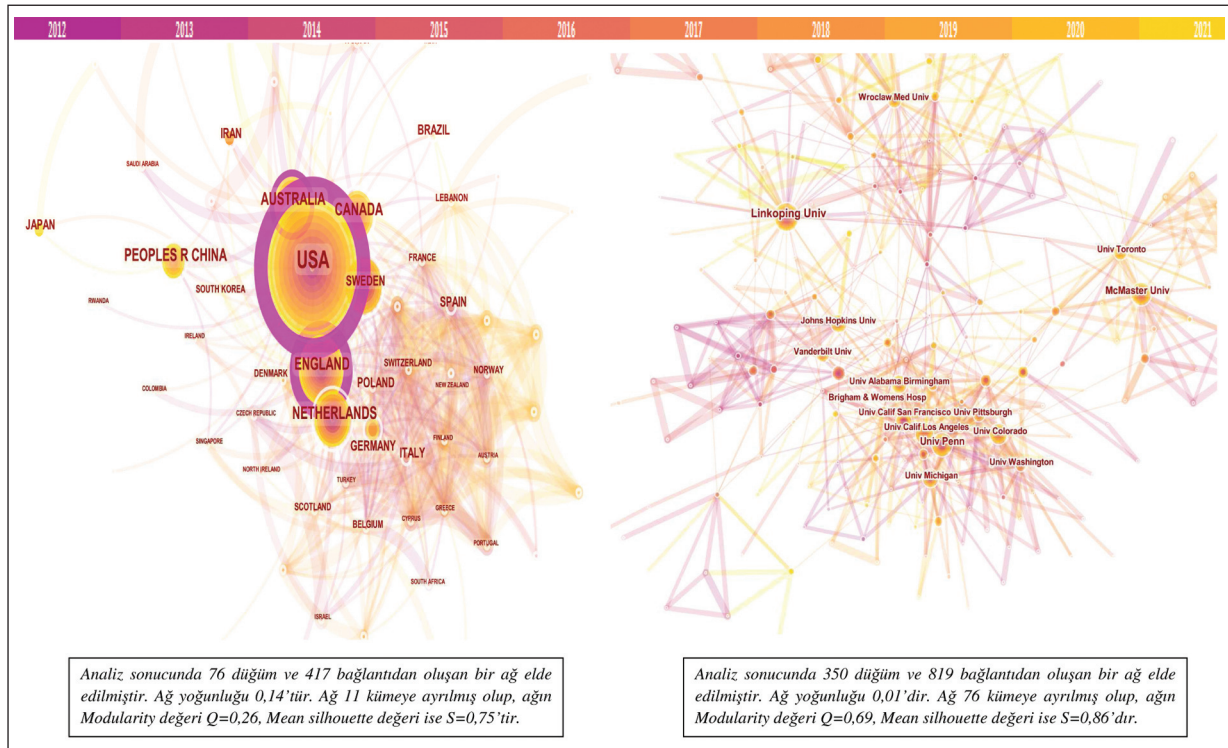 2012 2013 2014 2015 2016 2017 2018 2019 2020 2021
IRAN
BRAZIL
SAUDI ARABIA
AUSTRALIA
CANADA
LEBANON
JAPAN
PEOPLES R CHINA
USA
FRANCE
SWEDEN
SOUTH KOREA
RWANDA
SPAIN
IRELAND
ENGLAND
SWITZERLAND
DENMARK
NORWAY
POLAND
NEW ZEALAND
COLOMBIA
CZECH REPUBLIC
NETHERLANDS
SINGAPORE
GERMANY
FINLAND
ITALY
AUSTRIA
NORTH IRELAND
TURKEY
SCOTLAND
GREECE
BELGIUM
CYPRUS
PORTUGAL
SOUTH AFRICA
ISRAEL
Wroclaw Med Univ
Linkoping Univ
Univ Toronto
McMaster Univ
Johns Hopkins Univ
Vanderbilt Univ
Univ Alabama Birmingham
Brigham & Womens Hosp
Univ Calif San Francisco Univ Pittsburgh
Univ Calif Los Angeles
Univ Colorado
Univ Penn
Univ Washington
Univ Michigan
Analiz sonucunda 76 düğüm ve 417 bağlantıdan oluşan bir ağ elde
edilmiştir. Ağ yoğunluğu 0,14'tür. Ağ 11 kümeye ayrılmış olup, ağın
Modularity değeri Q=0,26, Mean silhouette değeri ise S=0,75'tir.
Analiz sonucunda 350 düğüm ve 819 bağlantıdan oluşan bir ağ elde
edilmiştir. Ağ yoğunluğu 0,01'dir. Ağ 76 kümeye ayrılmış olup, ağın
Modularity değeri Q=0,69, Mean silhouette değeri ise S=0,86'dır.